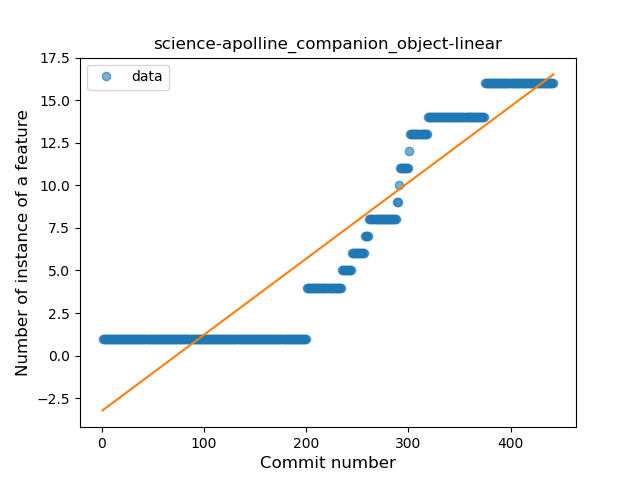 science-apolline_companion_object-linear
data
Number of instance of a feature
17.5
15.0
12.5
10.0
7.5
5.0
2.5
0.0
−2.5
0 100 200 300 400
Commit number